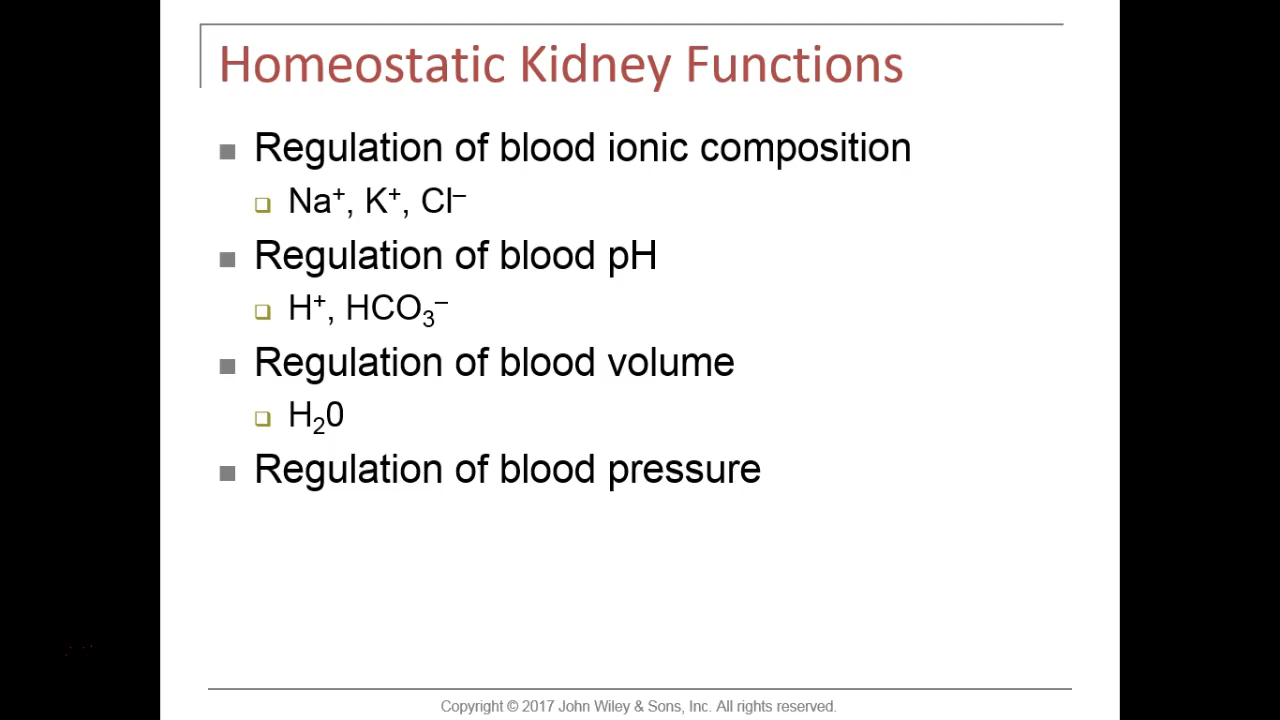 Homeostatic Kidney Functions
Regulation of blood ionic composition
Na⁺, K⁺, Cl⁻
Regulation of blood pH
H⁺, HCO₃⁻
Regulation of blood volume
H₂0
Regulation of blood pressure
Copyright © 2017 John Wiley & Sons, Inc. All rights reserved.